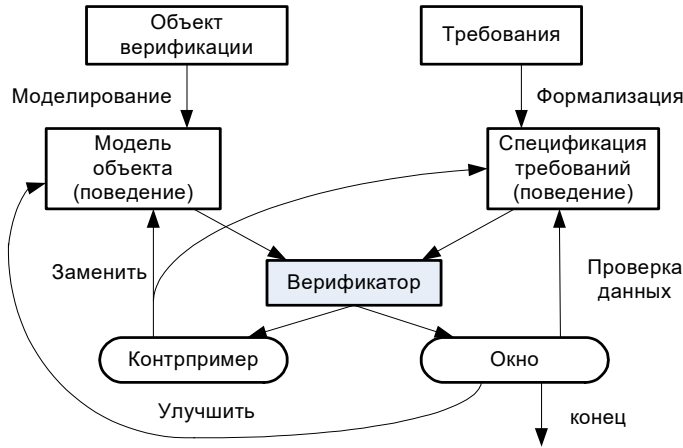 Объект
верификации
Требования
Моделирование
Формализация
Модель
объекта
(поведение)
Спецификация
требований
(поведение)
Заменить
Верификатор
Проверка
данных
Контрпример
Окно
Улучшить
конец